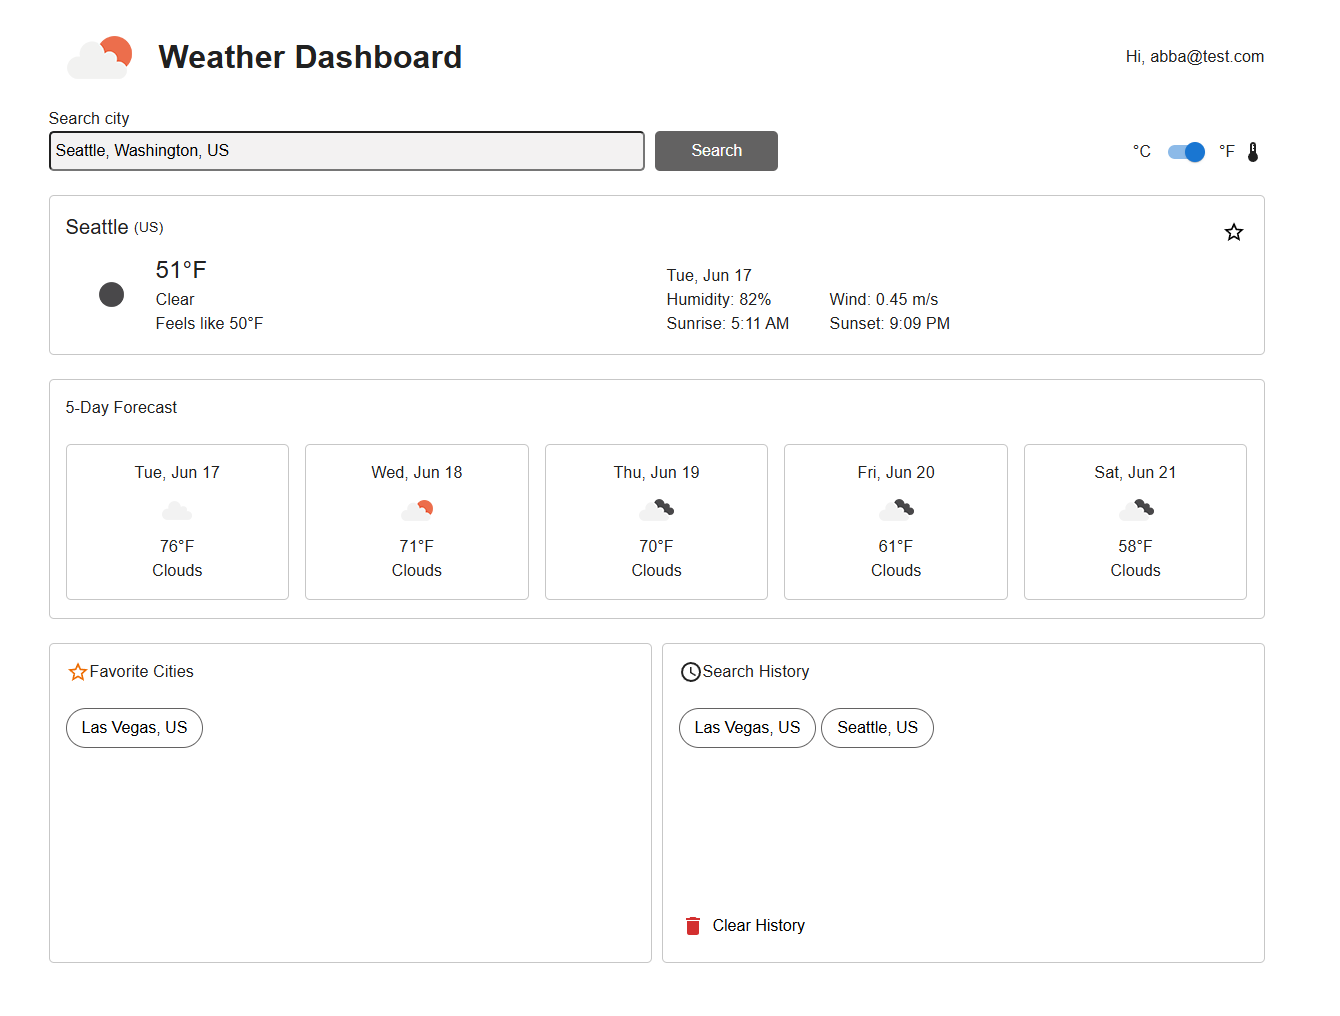 Weather Dashboard
Hi, abba@test.com
Search city
Seattle, Washington, US
Search
°C
°F
Seattle (US)
51°F
Clear
Feels like 50°F
Tue, Jun 17
Humidity: 82%
Wind: 0.45 m/s
Sunrise: 5:11 AM
Sunset: 9:09 PM
5-Day Forecast
Tue, Jun 17
76°F
Clouds
Wed, Jun 18
71°F
Clouds
Thu, Jun 19
70°F
Clouds
Fri, Jun 20
61°F
Clouds
Sat, Jun 21
58°F
Clouds
Favorite Cities
Las Vegas, US
Search History
Las Vegas, US
Seattle, US
Clear History